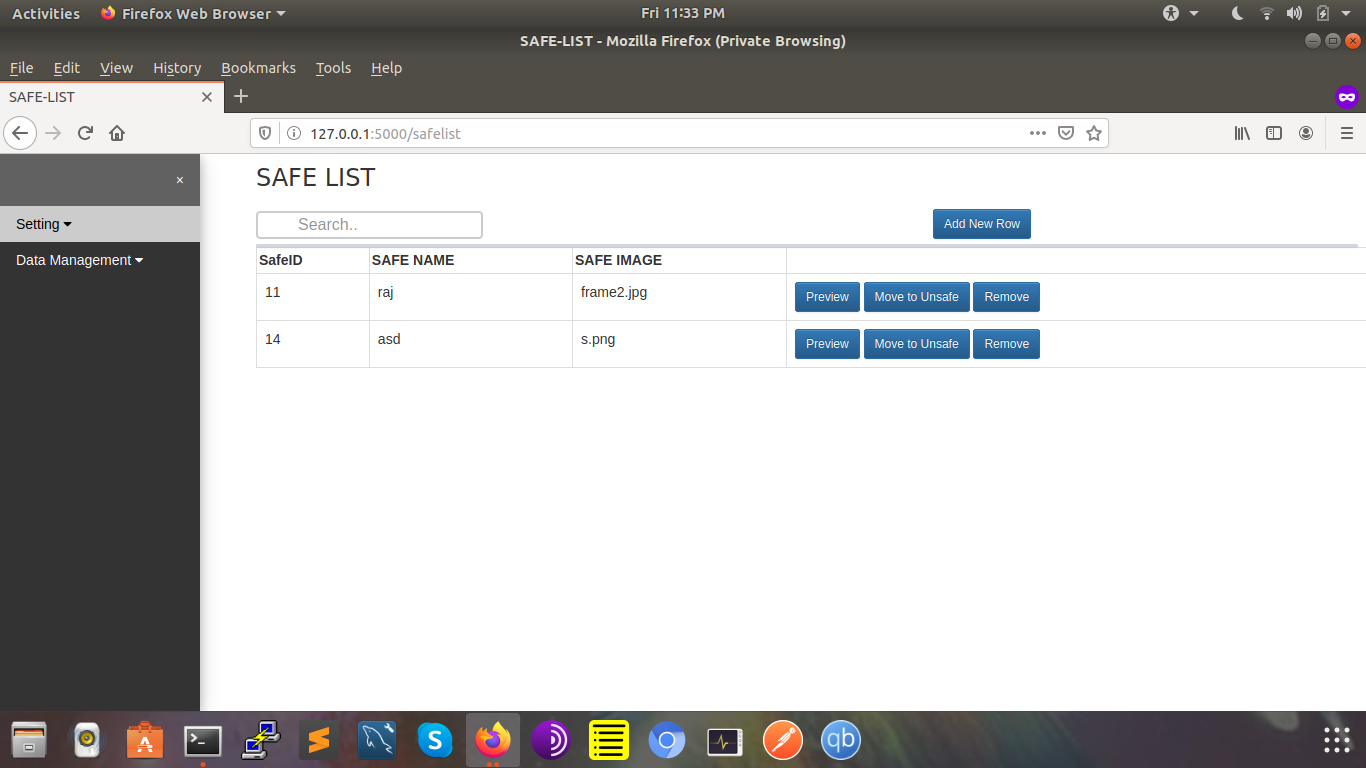 Activities Firefox Web Browser Fri 11:33 PM
SAFE-LIST - Mozilla Firefox (Private Browsing)
File Edit View History Bookmarks Tools Help
SAFE-LIST
127.0.0.1:5000/safelist
×
Setting
Data Management
SAFE LIST
Search..
Add New Row
SafeID SAFE NAME SAFE IMAGE
11 raj frame2.jpg Preview Move to Unsafe Remove
14 asd s.png Preview Move to Unsafe Remove
S
qb